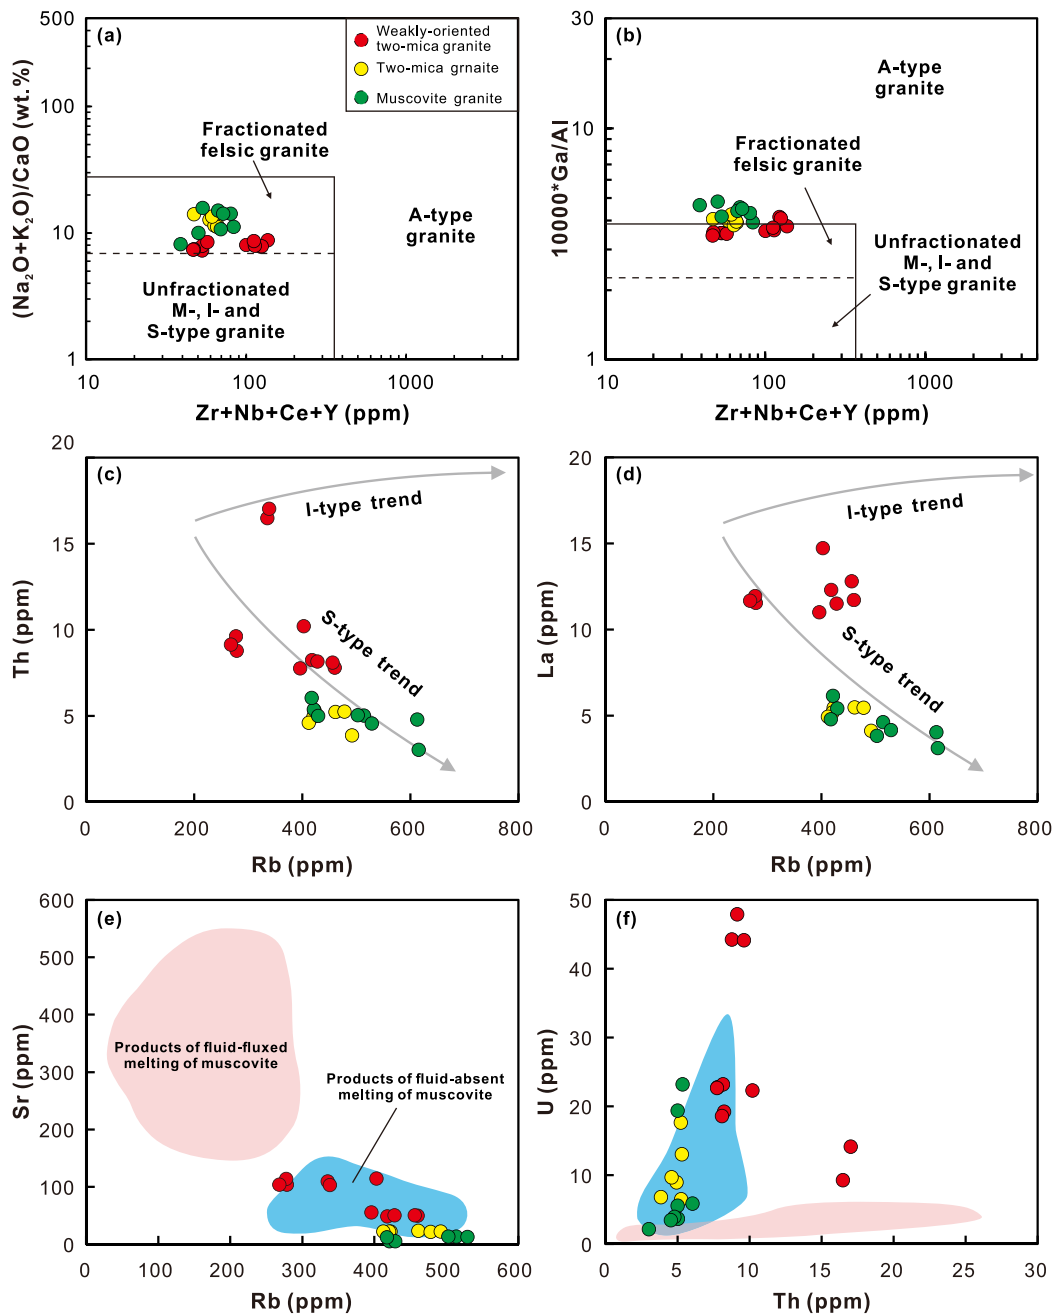 (a)
500
100
10
1
(Na2O+K2O)/CaO (wt.%)
Weakly-oriented
two-mica granite
Two-mica grnaite
Muscovite granite
Fractionated
felsic granite
A-type
granite
Unfractionated
M-, I- and
S-type granite
10
100
1000
Zr+Nb+Ce+Y (ppm)
(b)
30
10
1
10000*Ga/Al
A-type
granite
Fractionated
felsic granite
Unfractionated
M-, I- and
S-type granite
10
100
1000
Zr+Nb+Ce+Y (ppm)
(c)
20
15
10
5
0
Th (ppm)
I-type trend
S-type trend
0
200
400
600
800
Rb (ppm)
(d)
20
15
10
5
0
La (ppm)
I-type trend
S-type trend
0
200
400
600
800
Rb (ppm)
(e)
600
500
400
300
200
100
0
Sr (ppm)
Products of fluid-fluxed
melting of muscovite
Products of fluid-absent
melting of muscovite
0
100
200
300
400
500
600
Rb (ppm)
(f)
50
40
30
20
10
0
U (ppm)
0
5
10
15
20
25
30
Th (ppm)